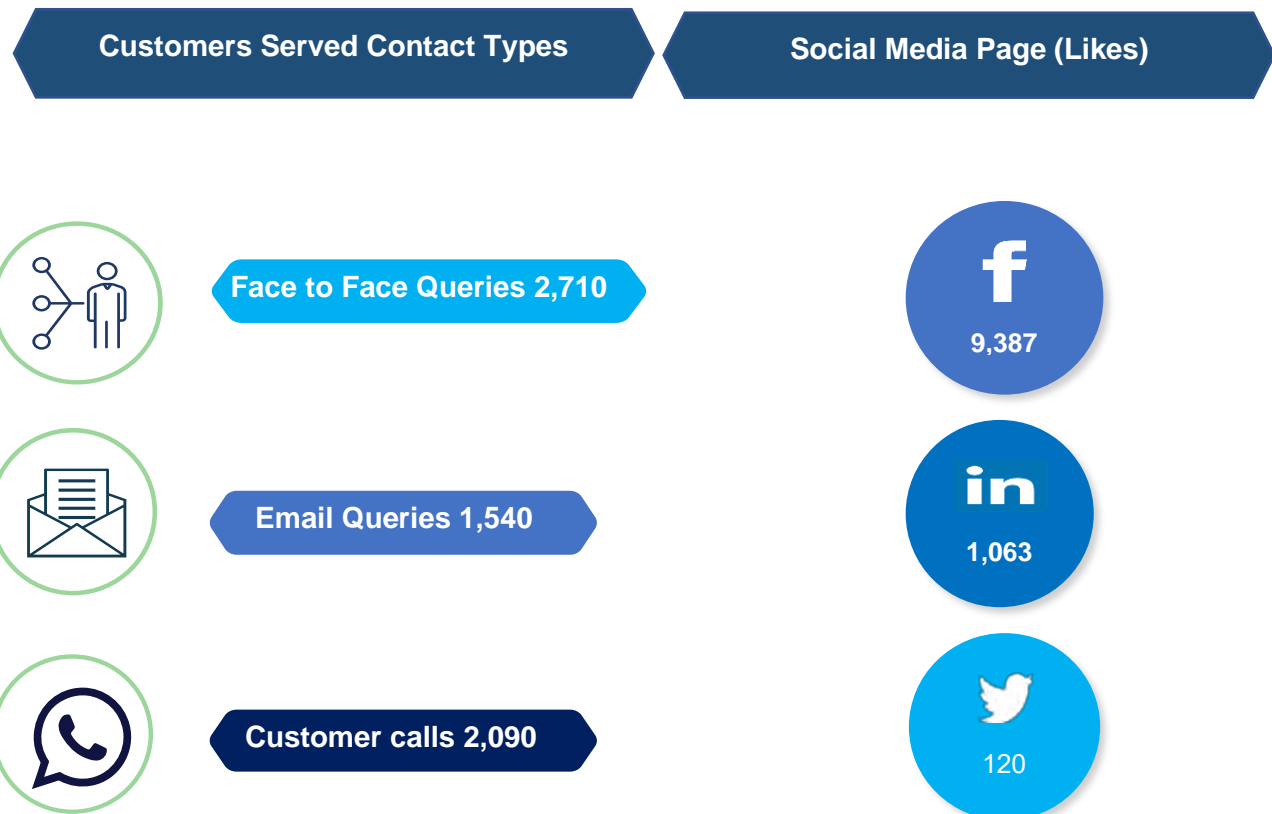 Customers Served Contact Types
Social Media Page (Likes)
Face to Face Queries 2,710
f
9,387
Email Queries 1,540
in
1,063
Customer calls 2,090
120